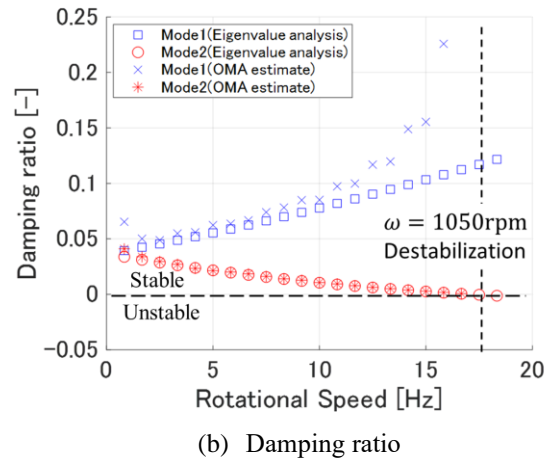 0.25
0.2
0.15
0.1
0.05
0
-0.05
Damping ratio [-]
Mode1(Eigenvalue analysis)
Mode2(Eigenvalue analysis)
Mode1(OMA estimate)
Mode2(OMA estimate)
ω = 1050rpm
Destabilization
Stable
Unstable
0 5 10 15 20
Rotational Speed [Hz]
(b) Damping ratio